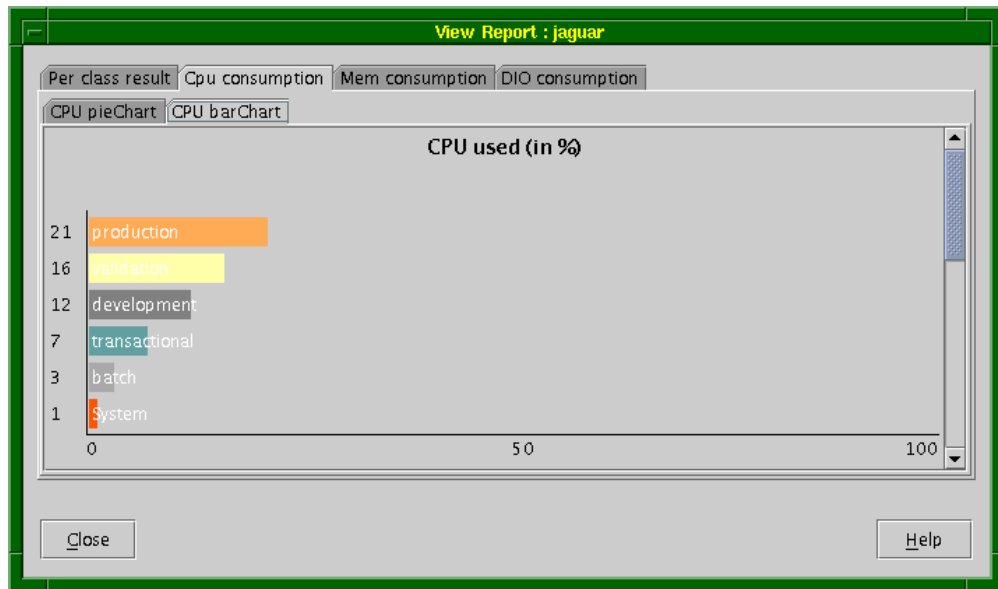 View Report : jaguar
Per class result Cpu consumption Mem consumption DIO consumption
CPU pieChart CPU barChart
CPU used (in %)
21 production
16 validation
12 development
7 transactional
3 batch
1 System
0 50 100
Close Help